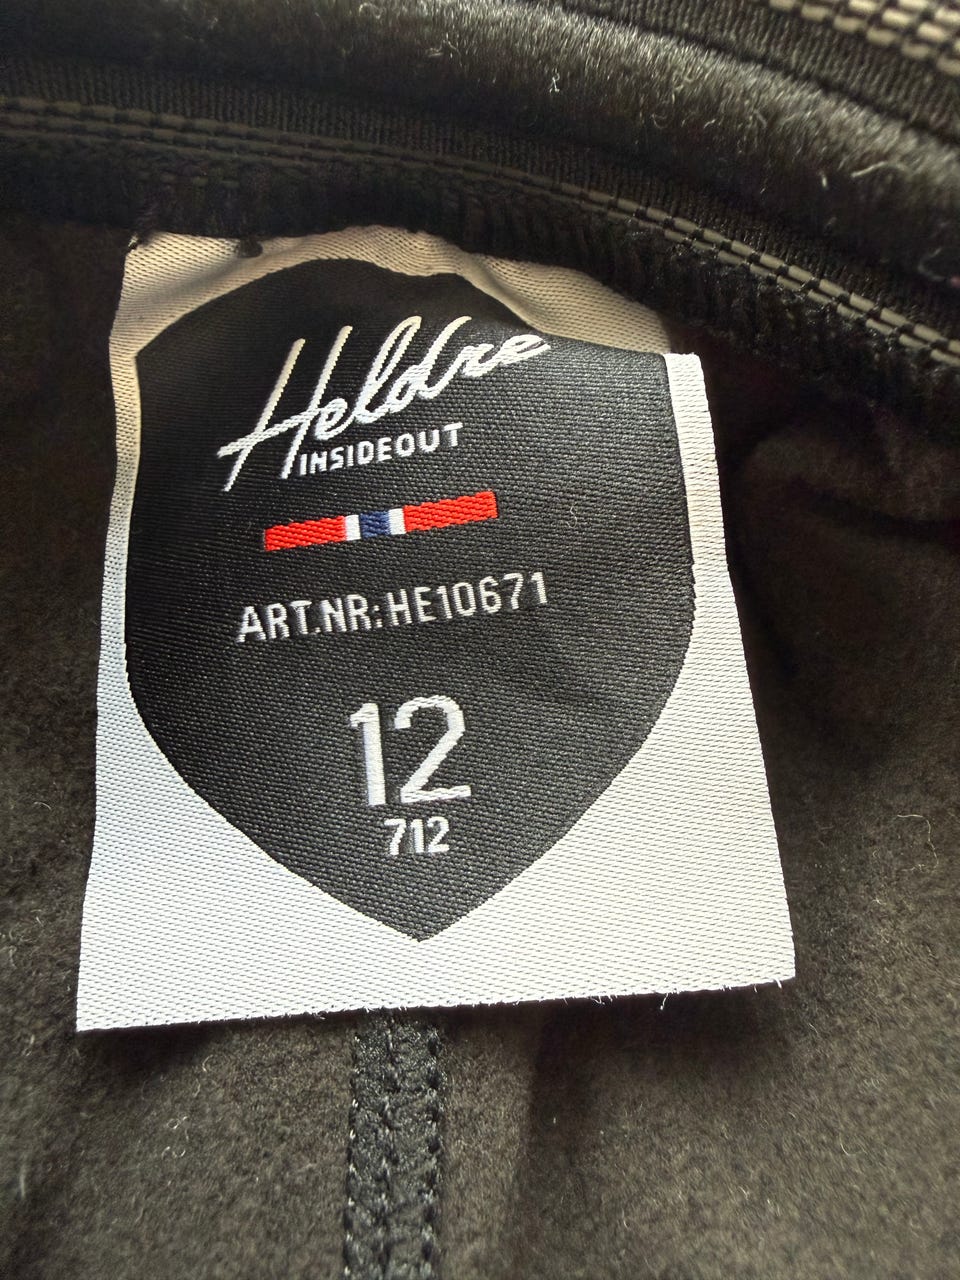 Heldre
INSIDEOUT
ART.NR:HE10671
12
712